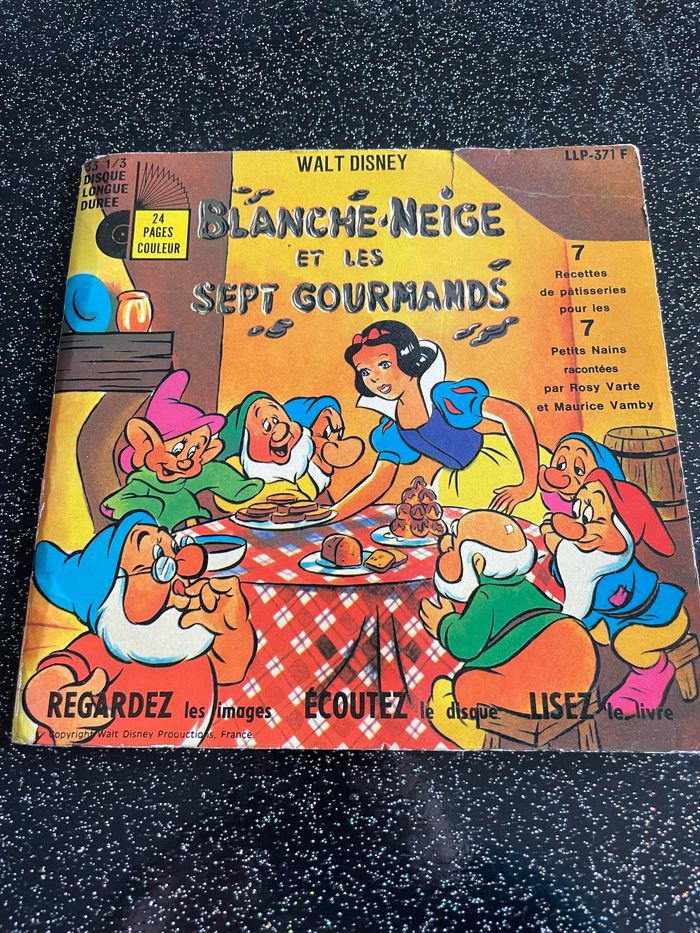 33 1/3
DISQUE
LONGUE
DURÉE
24
PAGES
COULEUR
WALT DISNEY
LLP-371 F
BLANCHE-NEIGE
ET LES
SEPT GOURMANDS
7
Recettes
de pâtisseries
pour les
7
Petits Nains
racontées
par Rosy Varte
et Maurice Vamby
REGARDEZ les images ÉCOUTEZ le disque LISEZ le livre
Copyright Walt Disney Productions, France.